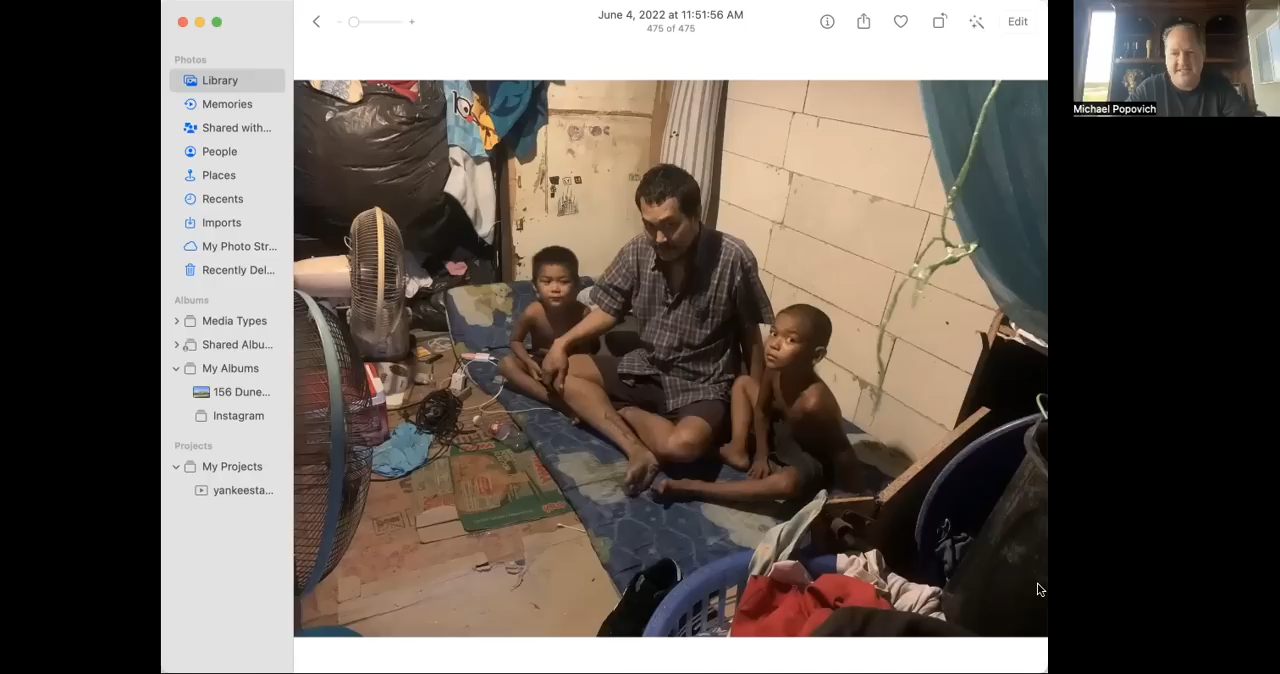 June 4, 2022 at 11:51:56 AM
475 of 475
Edit
Photos
Library
Memories
Shared with...
People
Places
Recents
Imports
My Photo Str...
Recently Del...
Albums
Media Types
Shared Albu...
My Albums
156 Dune...
Instagram
Projects
My Projects
yankeesta...
Michael Popovich